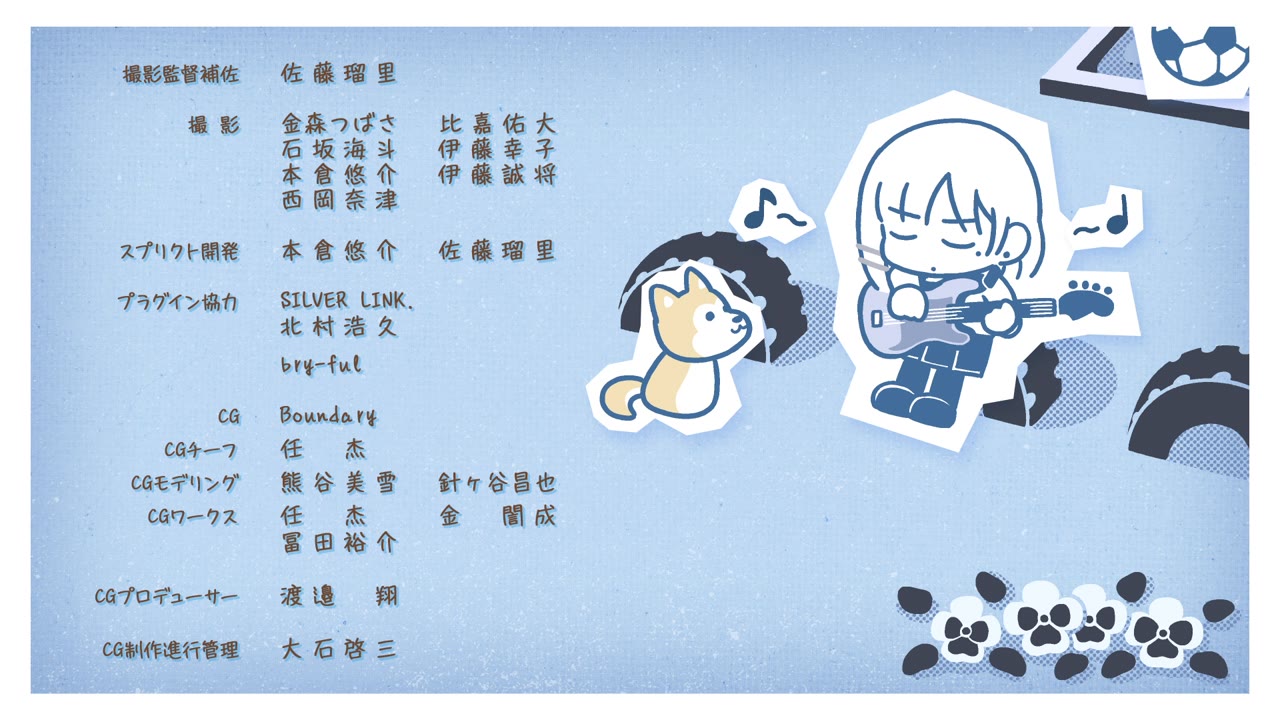 撮影監督補佐 佐藤瑠里
撮影 金森つばさ 比嘉佑大
石坂海斗 伊藤幸子
本倉悠介 伊藤誠将
西岡奈津
スプリクト開発 本倉悠介 佐藤瑠里
プラグイン協力 SILVER LINK.
北村浩久
bry-ful
CG Boundary
CGチーフ 任杰
CGモデリング 熊谷美雪 針ヶ谷昌也
CGワークス 任杰 金誾成
冨田裕介
CGプロデューサー 渡邉翔
CG制作進行管理 大石啓三